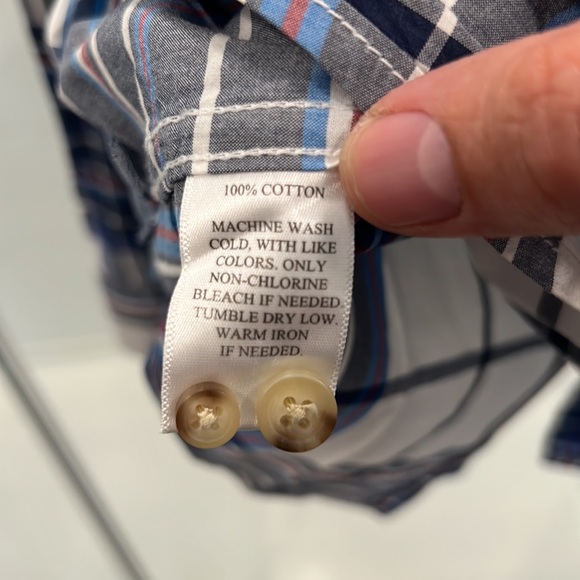 100% COTTON
MACHINE WASH
COLD, WITH LIKE
COLORS. ONLY
NON-CHLORINE
BLEACH IF NEEDED.
TUMBLE DRY LOW.
WARM IRON
IF NEEDED.